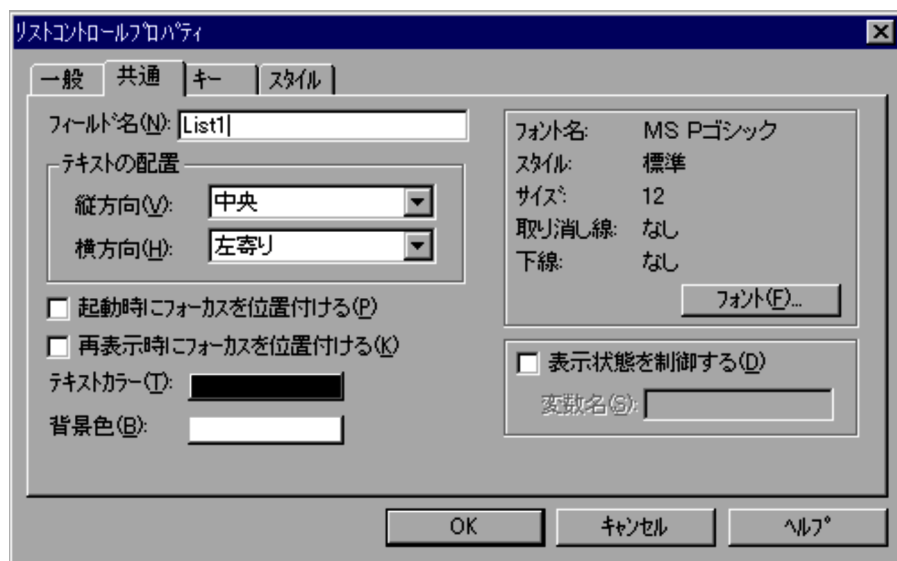 ﾘｽﾄｺﾝﾄﾛｰﾙﾌﾟﾛﾊﾟﾃｨ
一般 共通 ｷｰ ｽﾀｲﾙ
ﾌｨｰﾙﾄﾞ名(N): List1
ﾃｷｽﾄの配置
縦方向(V): 中央
横方向(H): 左寄り
起動時にﾌｫｰｶｽを位置付ける(P)
再表示時にﾌｫｰｶｽを位置付ける(K)
ﾃｷｽﾄｶﾗｰ(T):
背景色(B):
ﾌｫﾝﾄ名: MS Pゴシック
ｽﾀｲﾙ: 標準
ｻｲｽﾞ: 12
取り消し線: なし
下線: なし
ﾌｫﾝﾄ(F)...
表示状態を制御する(D)
変数名(S):
OK ｷｬﾝｾﾙ ﾍﾙﾌﾟ